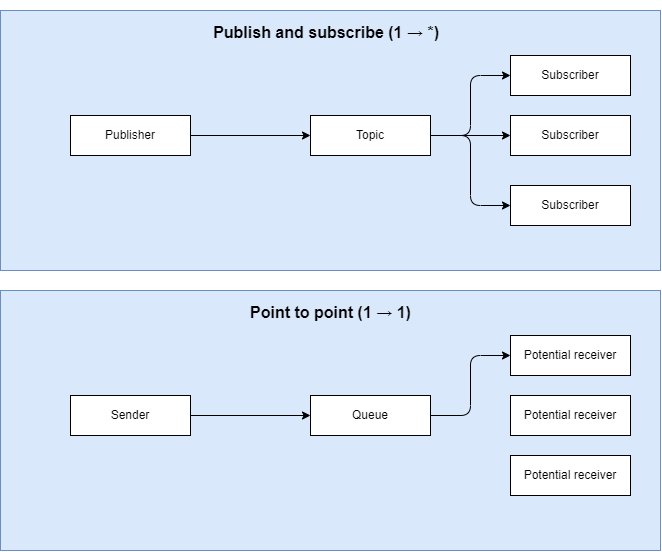 Publish and subscribe (1 → *)
Subscriber
Publisher
Topic
Subscriber
Subscriber
Point to point (1 → 1)
Potential receiver
Sender
Queue
Potential receiver
Potential receiver